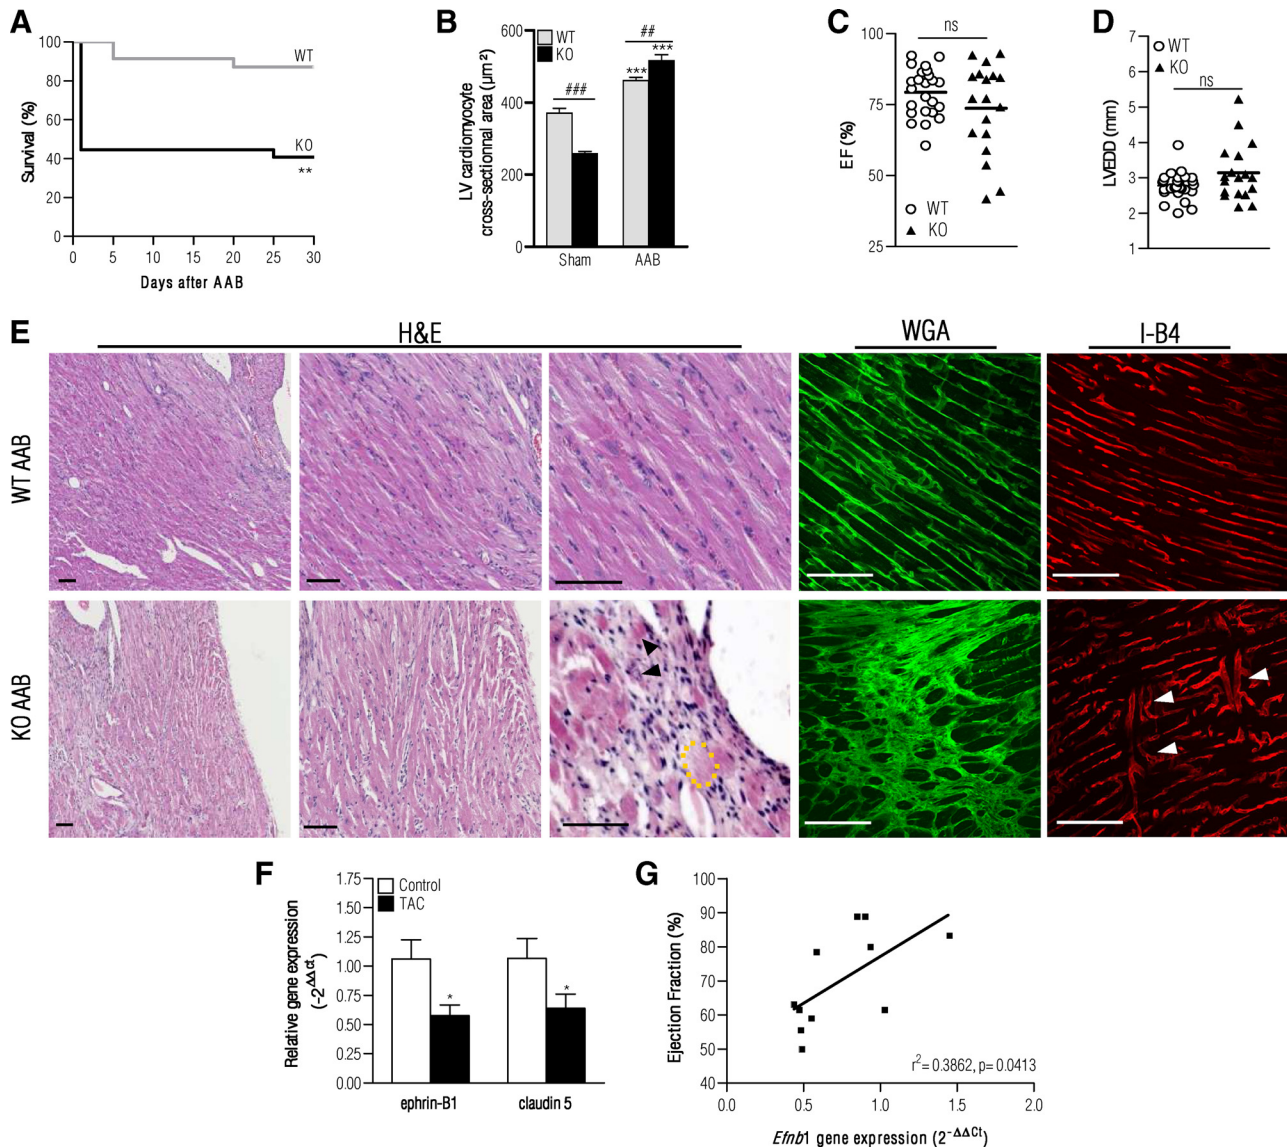 A
Survival (%)
100
80
60
40
20
0
WT
KO
**
0 5 10 15 20 25 30
Days after AAB
B
LV cardiomyocyte
cross-sectionnal area (µm²)
600
400
200
0
WT
KO
###
##
***
***
Sham AAB
C
EF (%)
100
75
50
25
ns
WT
KO
D
LVEDD (mm)
7
6
5
4
3
2
1
WT
KO
ns
E
H&E WGA I-B4
WT AAB
KO AAB
F
Relative gene expression
(-2^ΔΔct)
1.75
1.50
1.25
1.00
0.75
0.50
0.25
0.00
Control
TAC
*
*
ephrin-B1 claudin 5
G
Ejection Fraction (%)
100
90
80
70
60
50
40
r²= 0.3862, p= 0.0413
0.0 0.5 1.0 1.5 2.0
Efnb1 gene expression (2^-ΔΔCt)